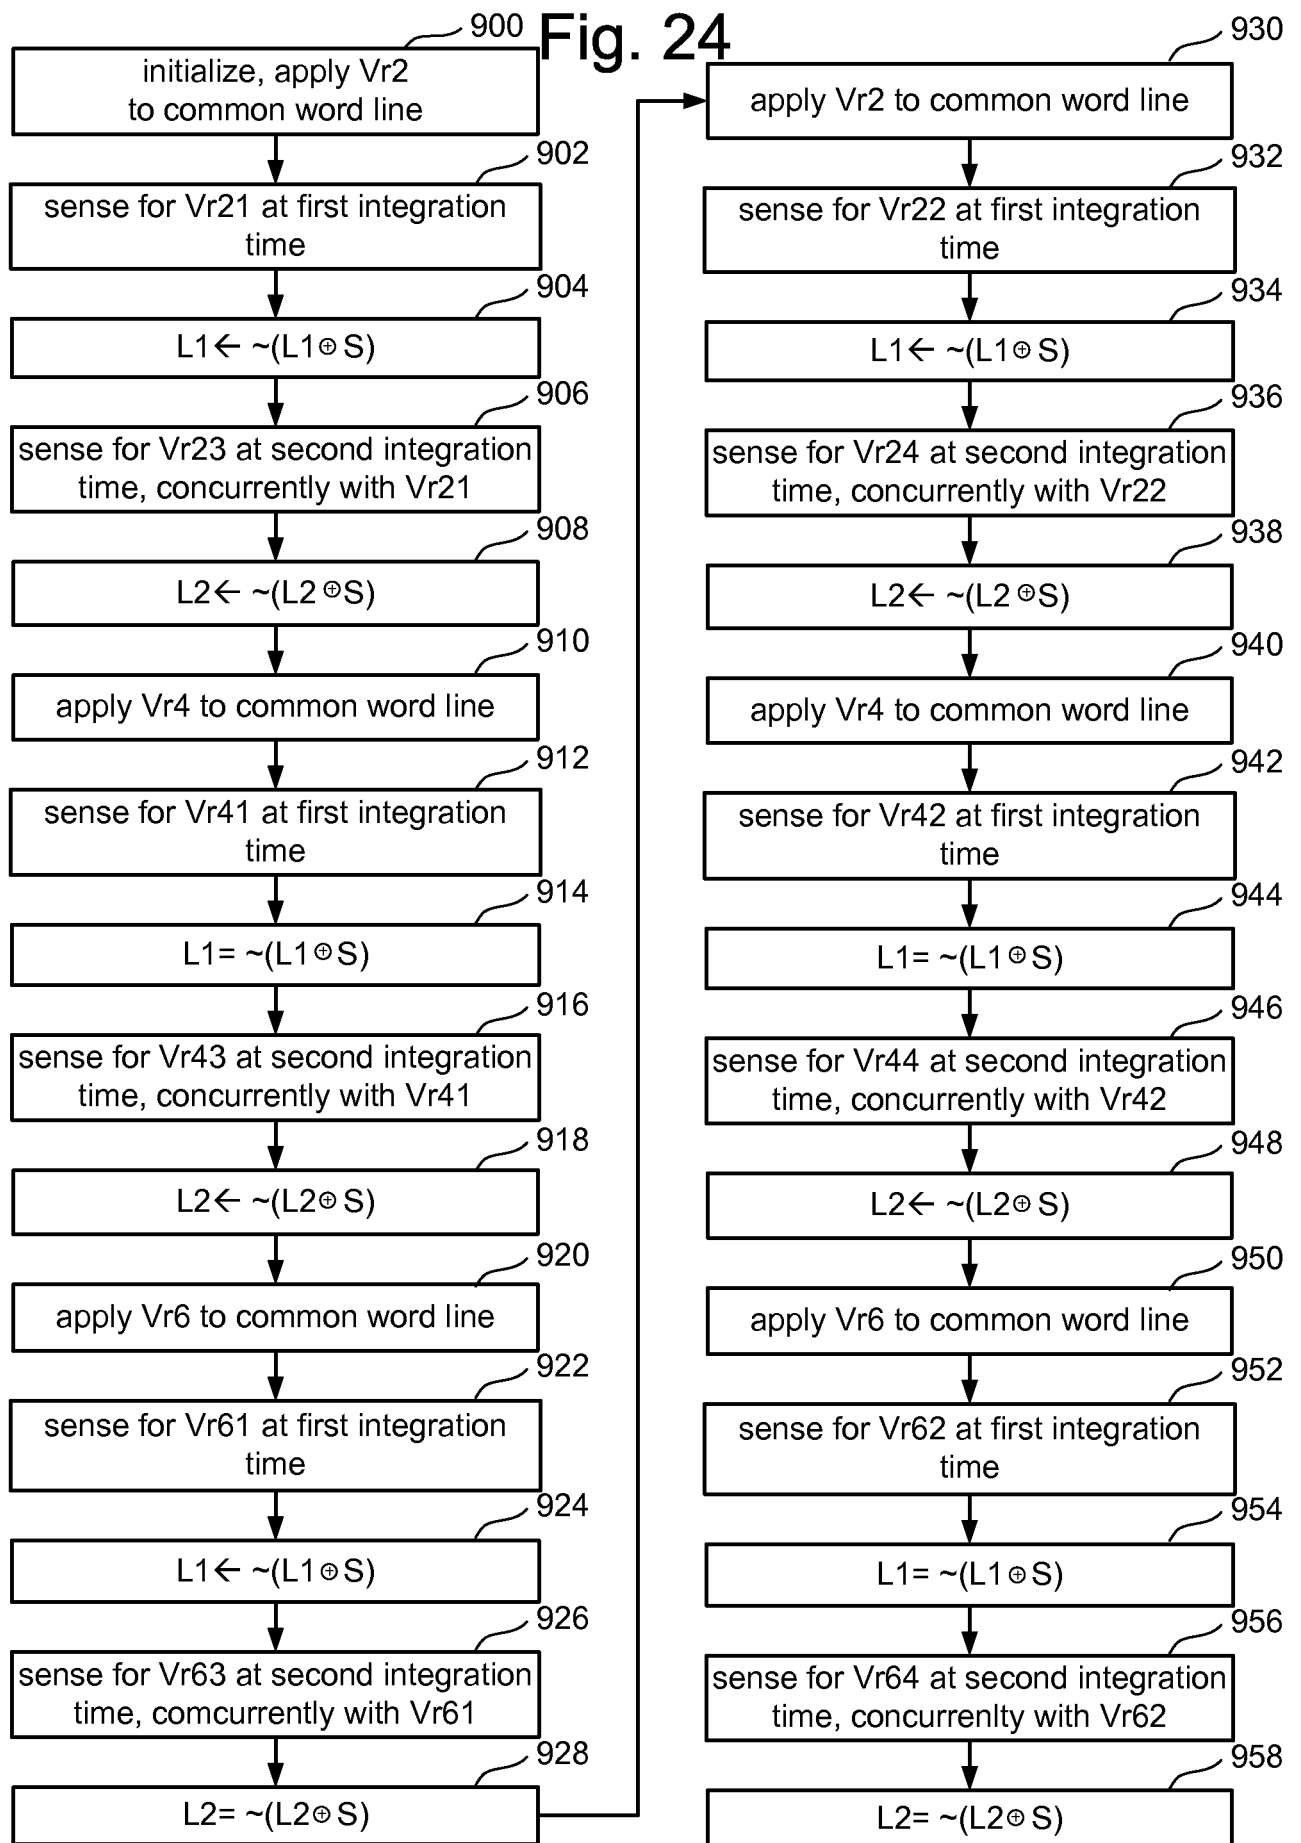 Fig. 24
900
initialize, apply Vr2
to common word line
902
sense for Vr21 at first integration
time
904
L1← ~(L1⊕S)
906
sense for Vr23 at second integration
time, concurrently with Vr21
908
L2← ~(L2⊕S)
910
apply Vr4 to common word line
912
sense for Vr41 at first integration
time
914
L1= ~(L1⊕S)
916
sense for Vr43 at second integration
time, concurrently with Vr41
918
L2← ~(L2⊕S)
920
apply Vr6 to common word line
922
sense for Vr61 at first integration
time
924
L1← ~(L1⊕S)
926
sense for Vr63 at second integration
time, comcurrently with Vr61
928
L2= ~(L2⊕S)
930
apply Vr2 to common word line
932
sense for Vr22 at first integration
time
934
L1← ~(L1⊕S)
936
sense for Vr24 at second integration
time, concurrently with Vr22
938
L2← ~(L2⊕S)
940
apply Vr4 to common word line
942
sense for Vr42 at first integration
time
944
L1= ~(L1⊕S)
946
sense for Vr44 at second integration
time, concurrently with Vr42
948
L2← ~(L2⊕S)
950
apply Vr6 to common word line
952
sense for Vr62 at first integration
time
954
L1= ~(L1⊕S)
956
sense for Vr64 at second integration
time, concurrenlty with Vr62
958
L2= ~(L2⊕S)